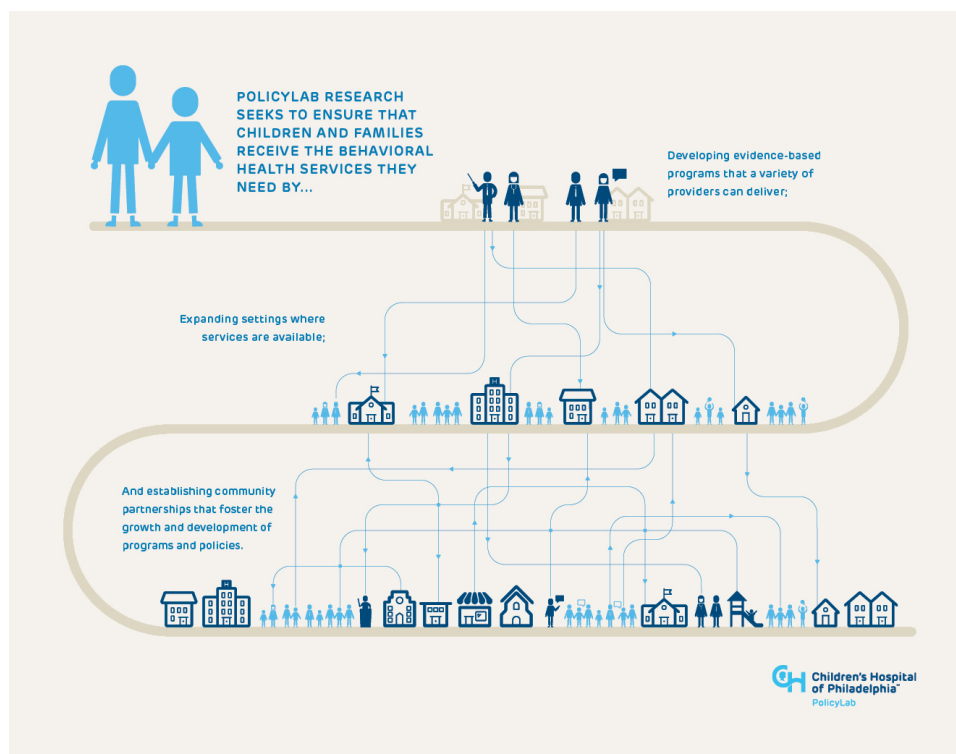 POLICYLAB RESEARCH
SEEKS TO ENSURE THAT
CHILDREN AND FAMILIES
RECEIVE THE BEHAVIORAL
HEALTH SERVICES THEY
NEED BY...
Developing evidence-based
programs that a variety of
providers can deliver;
Expanding settings where
services are available;
And establishing community
partnerships that foster the
growth and development of
programs and policies.
CH Children's Hospital
of Philadelphia™
PolicyLab